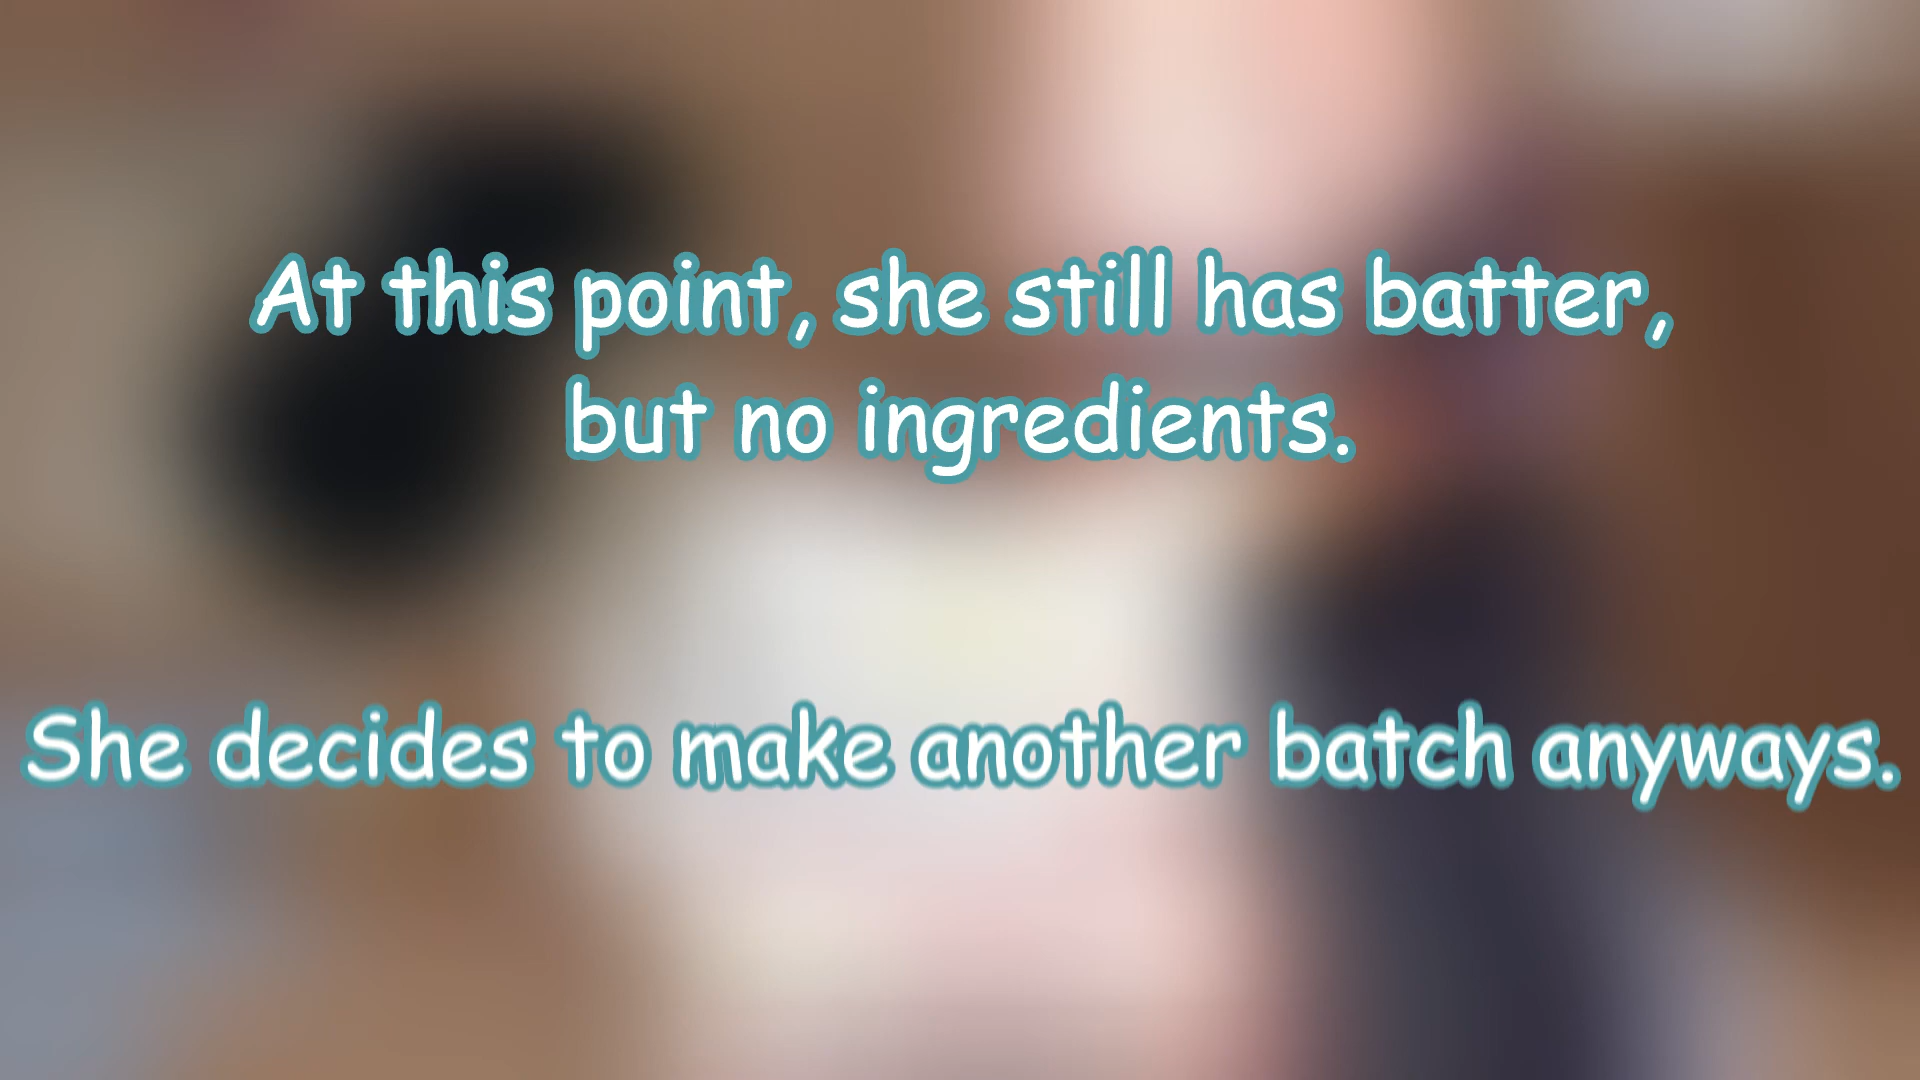 At this point, she still has batter,
but no ingredients.
She decides to make another batch anyways.